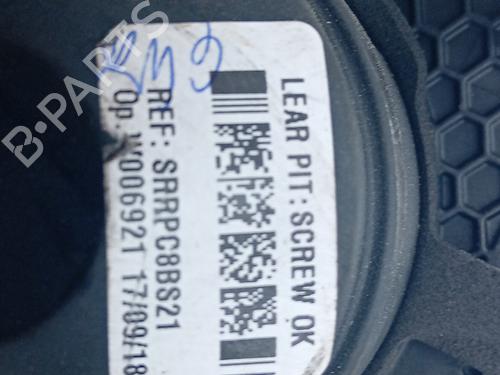 LEAR PIT: SCREW OK
REF: SRRPC8BS21
Op: W006921 17/09/18
B-PARTS